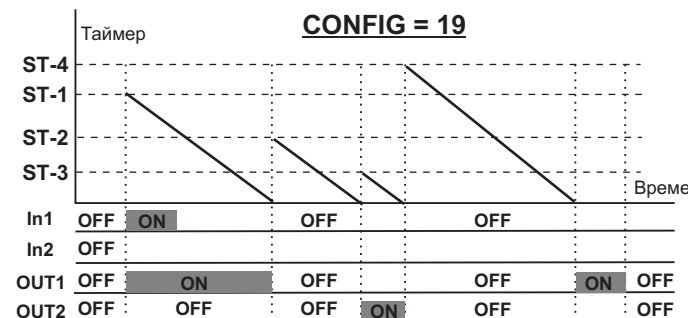 CONFIG = 19
Таймер
ST-4
ST-1
ST-2
ST-3
Време
In1 OFF ON OFF OFF
In2 OFF
OUT1 OFF ON OFF OFF ON OFF
OUT2 OFF OFF OFF ON OFF OFF